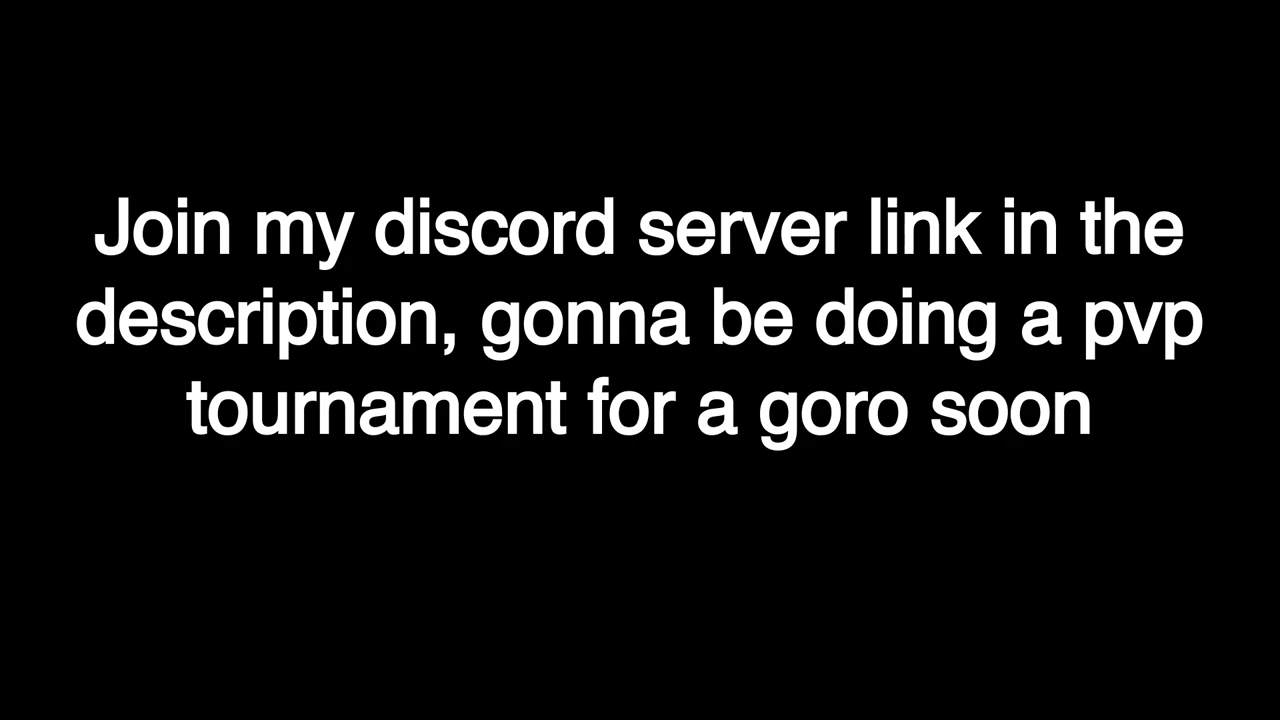 Join my discord server link in the
description, gonna be doing a pvp
tournament for a goro soon